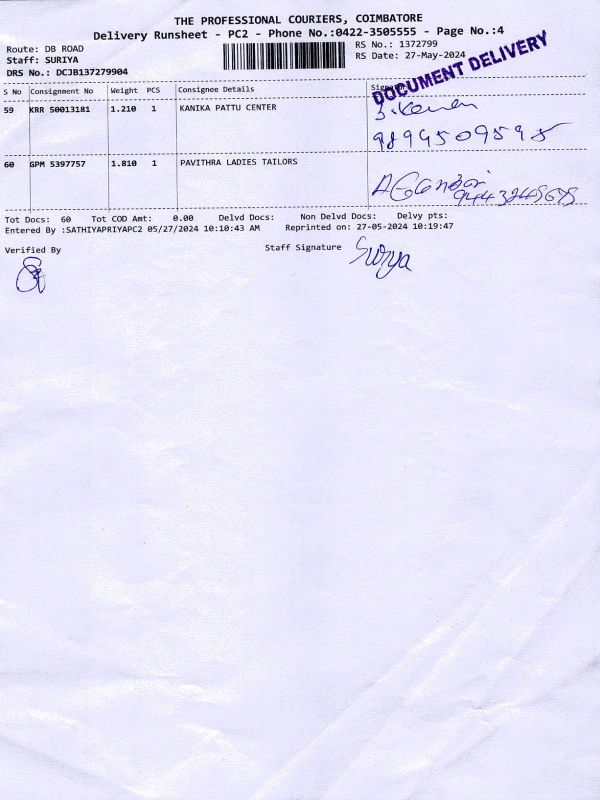 THE PROFESSIONAL COURIERS, COIMBATORE
Delivery Runsheet - PC2 - Phone No.:0422-3505555 - Page No.:4
Route: DB ROAD
Staff: SURIYA
DRS No.: DCJB137279904
RS No.: 1372799
RS Date: 27-May-2024
DOCUMENT DELIVERY
S No Consignment No Weight PCS Consignee Details
59 KRR 50013181 1.210 1 KANIKA PATTU CENTER
9894509595
60 GPM 5397757 1.810 1 PAVITHRA LADIES TAILORS
Tot Docs: 60 Tot COD Amt: 0.00 Delvd Docs: Non Delvd Docs: Delvy pts:
Entered By :SATHIYAPRIYAPC2 05/27/2024 10:10:43 AM Reprinted on: 27-05-2024 10:19:47
Verified By Staff Signature Surya